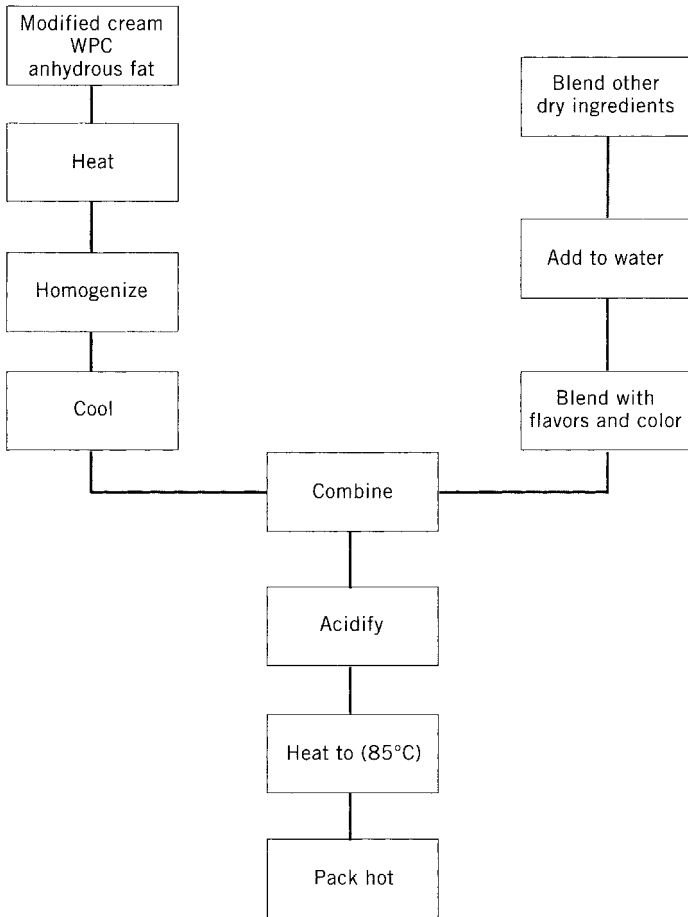 Modified cream
WPC
anhydrous fat
Heat
Homogenize
Cool
Blend other
dry ingredients
Add to water
Blend with
flavors and color
Combine
Acidify
Heat to (85°C)
Pack hot